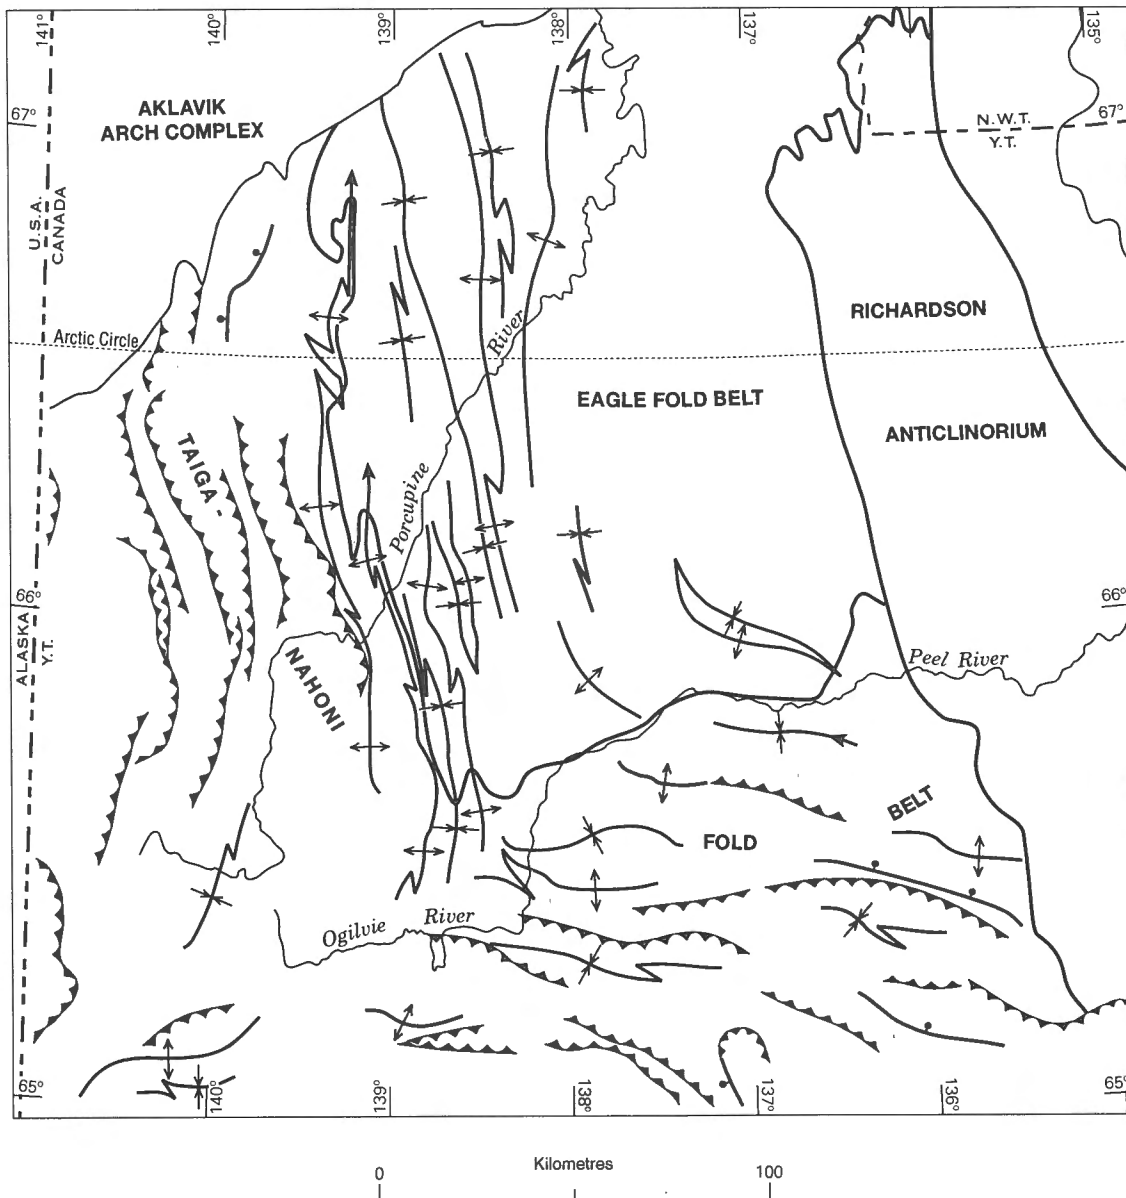 141°
140°
139°
138°
137°
135°
67°
AKLAVIK
ARCH COMPLEX
N.W.T.
67°
Y.T.
U.S.A.
CANADA
RICHARDSON
Arctic Circle
River
EAGLE FOLD BELT
ANTICLINORIUM
TAIGA -
Porcupine
66°
66°
ALASKA
Y.T.
NAHONI
Peel River
BELT
FOLD
Ogilvie River
65°
140°
139°
138°
137°
136°
65°
Kilometres
0
100